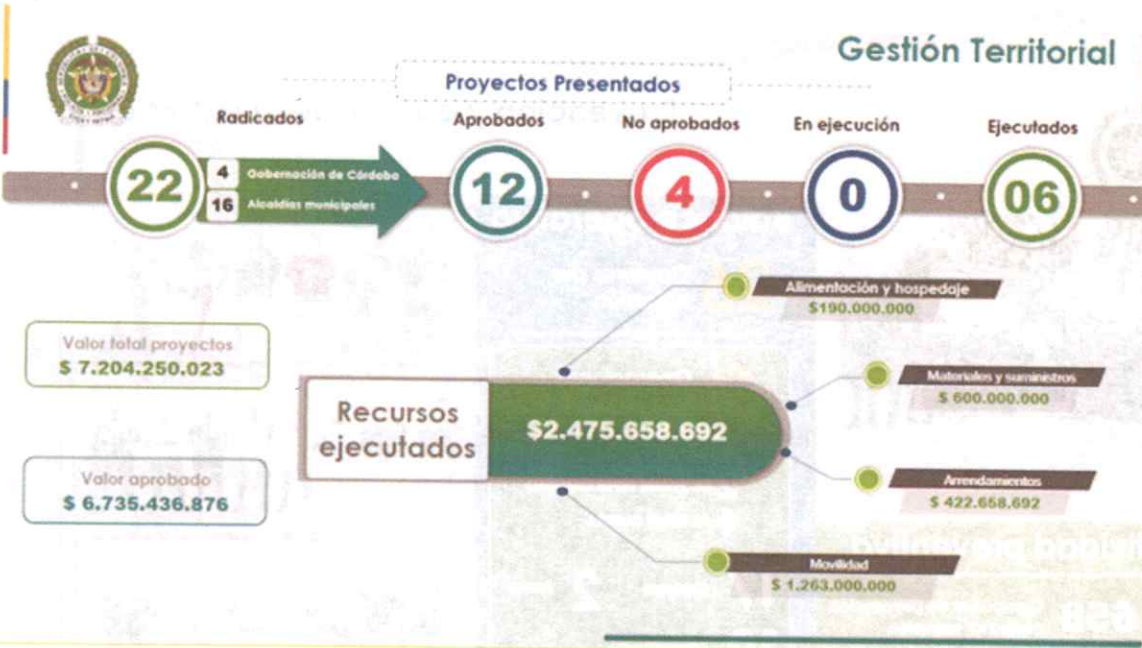 Gestión Territorial
Proyectos Presentados
Radicados
Aprobados
No aprobados
En ejecución
Ejecutados
22
4 Gobernación de Córdoba
16 Alcaldías municipales
12
4
0
06
Alimentación y hospedaje
$190.000.000
Valor total proyectos
$ 7.204.250.023
Materiales y suministros
$ 600.000.000
Recursos
ejecutados
$2.475.658.692
Valor aprobado
$ 6.735.436.876
Arrendamientos
$ 422.658.692
Movilidad
$ 1.263.000.000